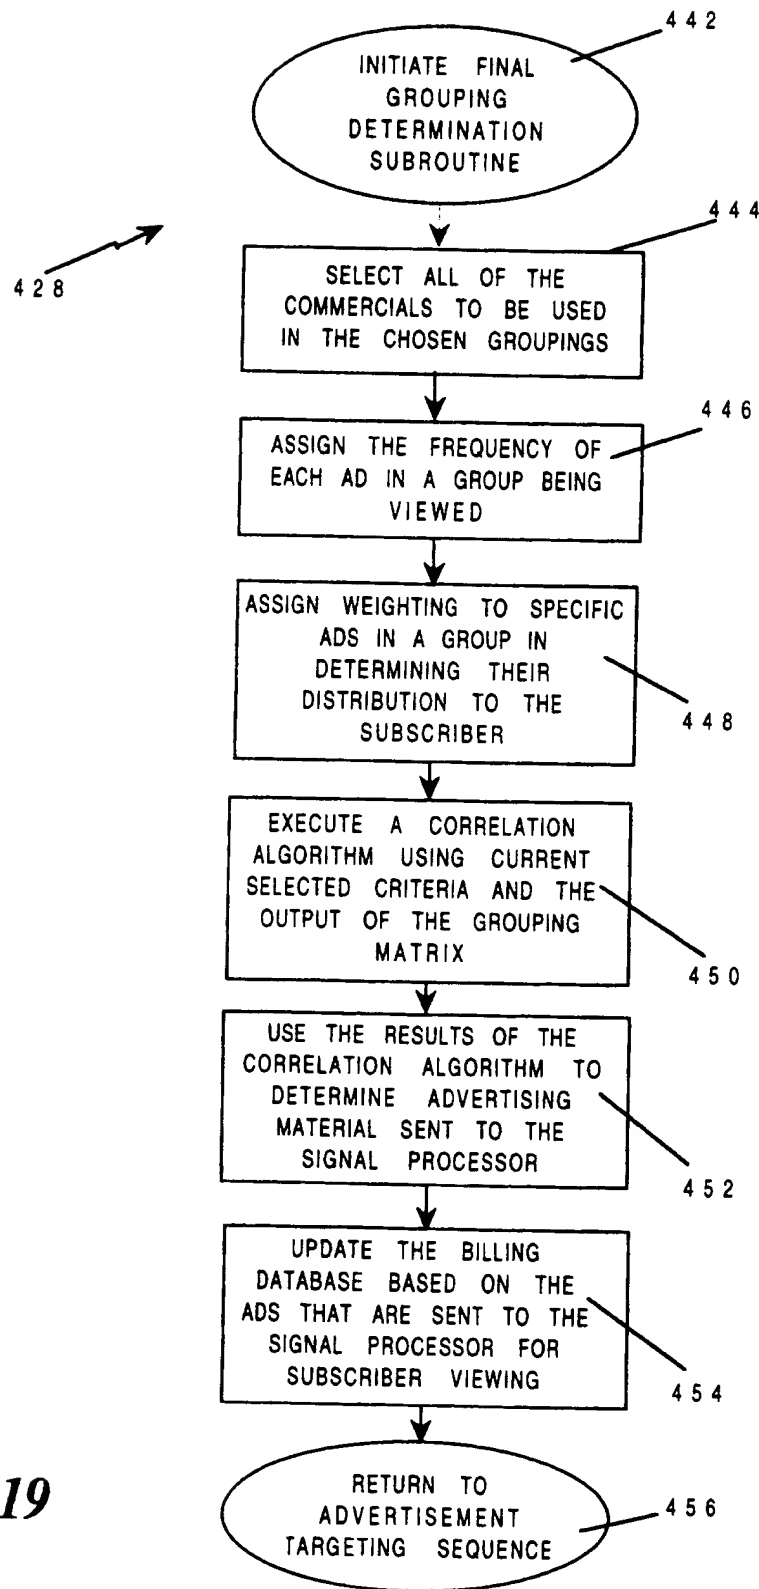 442
INITIATE FINAL
GROUPING
DETERMINATION
SUBROUTINE
444
428
SELECT ALL OF THE
COMMERCIALS TO BE USED
IN THE CHOSEN GROUPINGS
446
ASSIGN THE FREQUENCY OF
EACH AD IN A GROUP BEING
VIEWED
ASSIGN WEIGHTING TO SPECIFIC
ADS IN A GROUP IN
DETERMINING THEIR
DISTRIBUTION TO THE
SUBSCRIBER
448
EXECUTE A CORRELATION
ALGORITHM USING CURRENT
SELECTED CRITERIA AND THE
OUTPUT OF THE GROUPING
MATRIX
450
USE THE RESULTS OF THE
CORRELATION ALGORITHM TO
DETERMINE ADVERTISING
MATERIAL SENT TO THE
SIGNAL PROCESSOR
452
UPDATE THE BILLING
DATABASE BASED ON THE
ADS THAT ARE SENT TO THE
SIGNAL PROCESSOR FOR
SUBSCRIBER VIEWING
454
19
RETURN TO
ADVERTISEMENT
TARGETING SEQUENCE
456